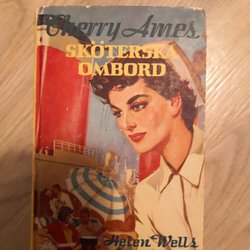 Cherry Ames
SKÖTERSKA
OMBORD
Helen Wells